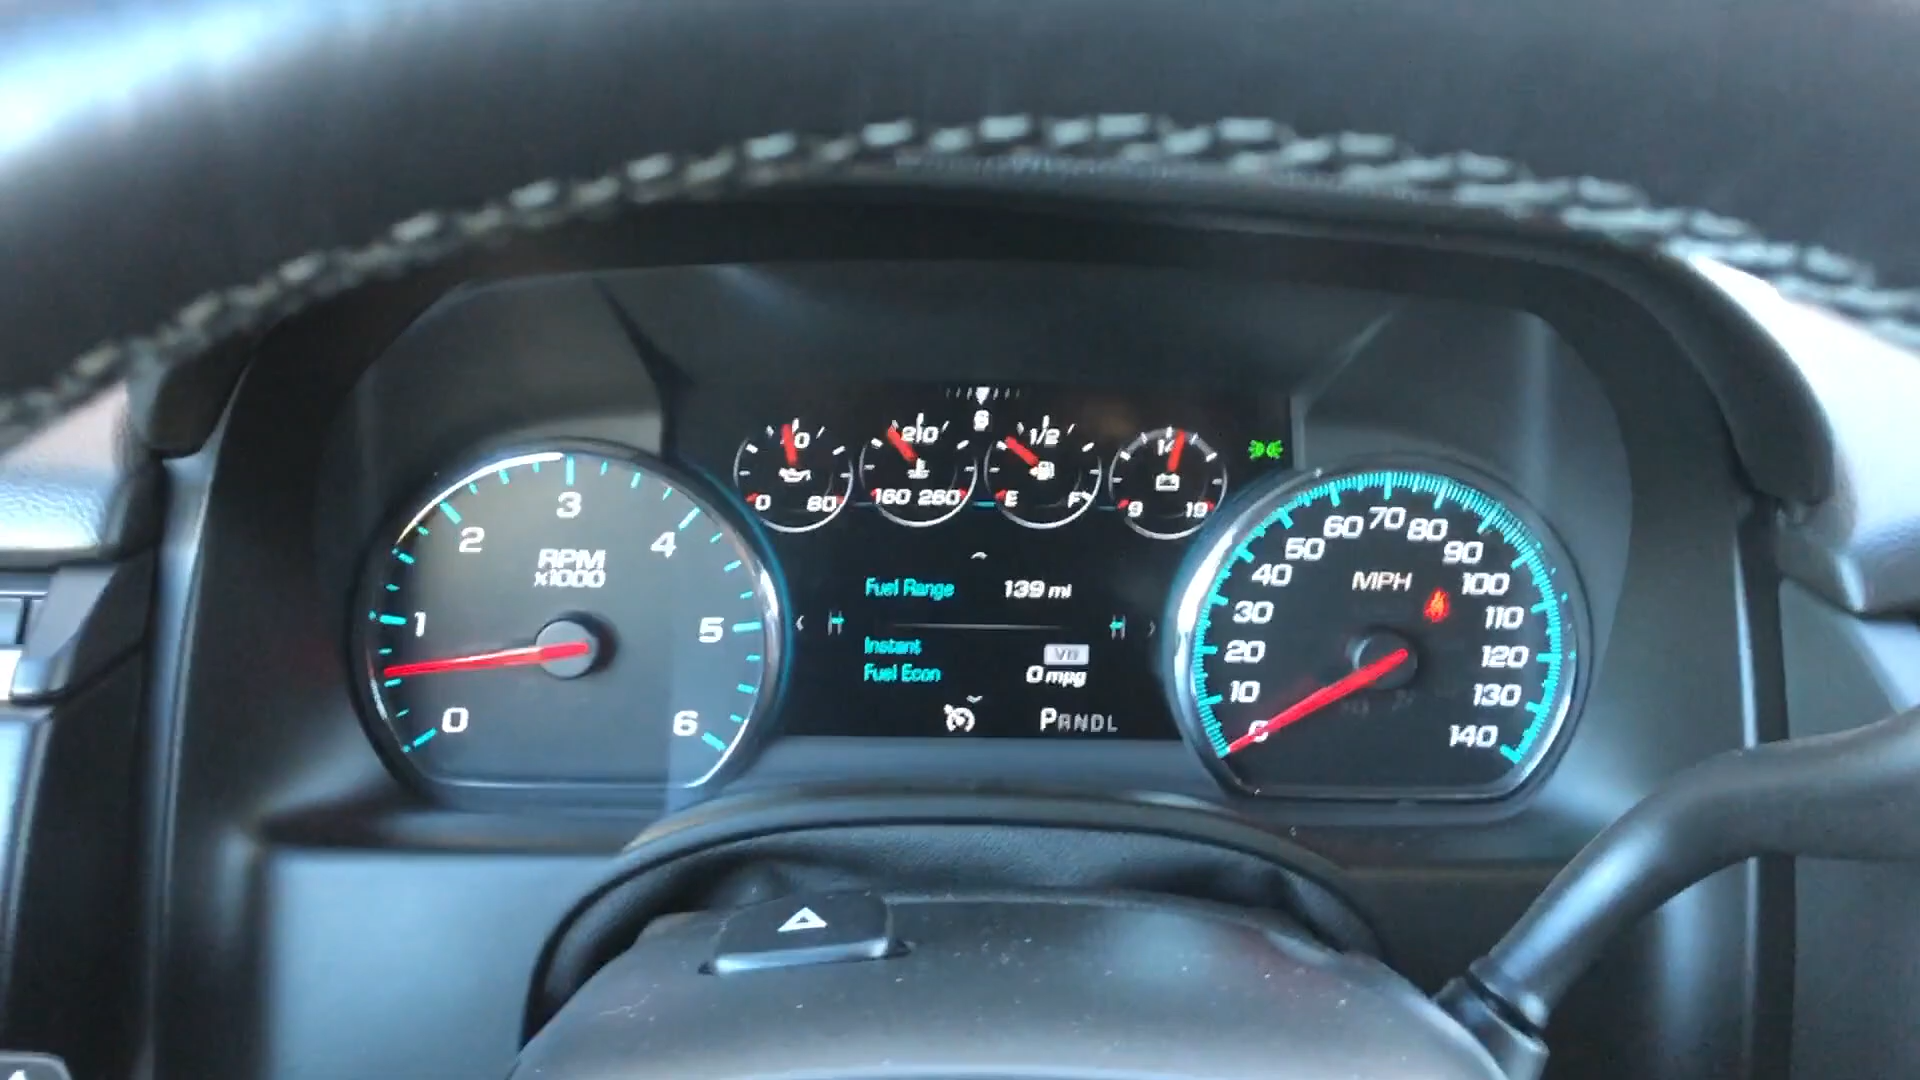 S
0 80
210
160 260
1/2
E F
14
9 19
0 1 2 3 4 5 6
RPM
x1000
Fuel Range 139 mi
Instant
Fuel Econ
V8
0 mpg
PRNDL
MPH
0 10 20 30 40 50 60 70 80 90 100 110 120 130 140